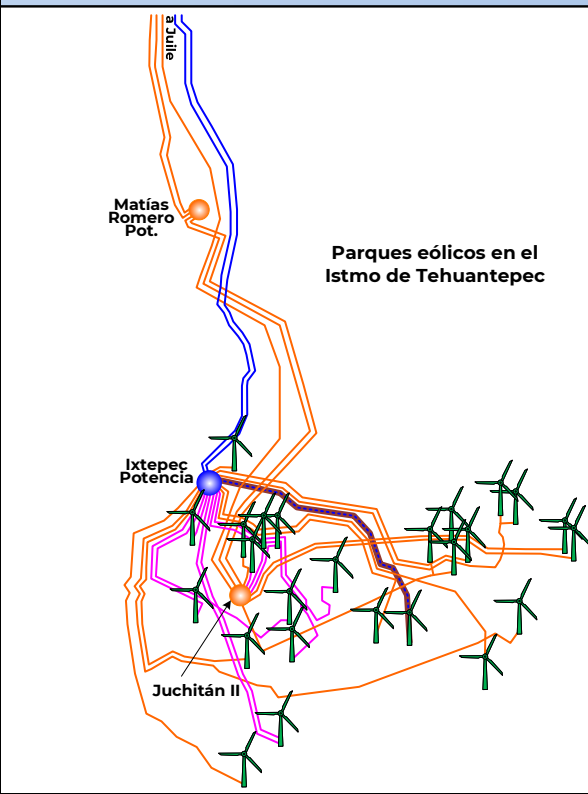 a Juile
Matías
Romero
Pot.
Parques eólicos en el
Istmo de Tehuantepec
Ixtepec
Potencia
Juchitán II